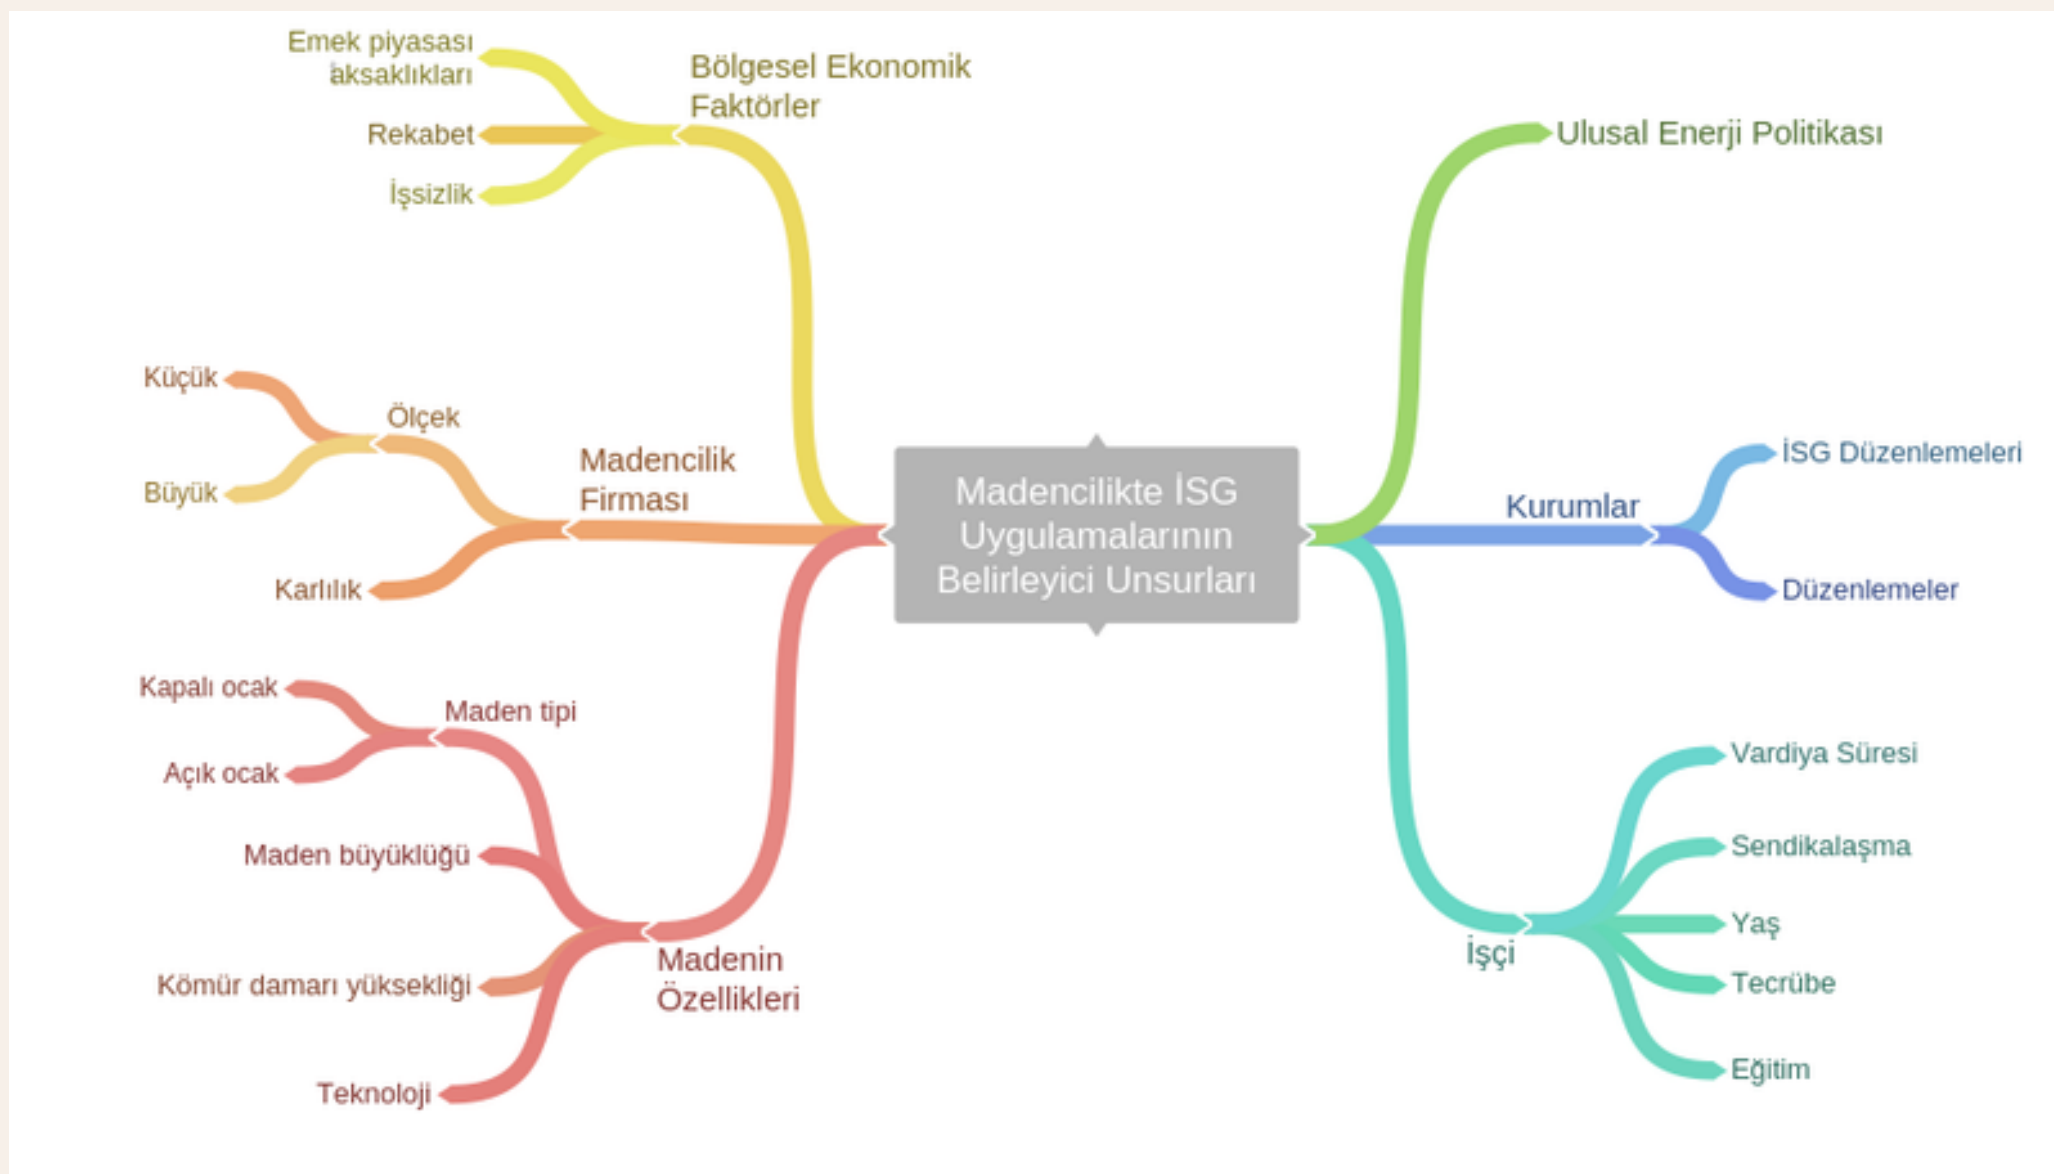 Emek piyasası
aksaklıkları
Rekabet
İşsizlik
Bölgesel Ekonomik
Faktörler
Küçük
Büyük
Ölçek
Karlılık
Madencilik
Firması
Kapalı ocak
Açık ocak
Maden tipi
Maden büyüklüğü
Kömür damarı yüksekliği
Teknoloji
Madenin
Özellikleri
Madencilikte İSG
Uygulamalarının
Belirleyici Unsurları
Ulusal Enerji Politikası
Kurumlar
İSG Düzenlemeleri
Düzenlemeler
İşçi
Vardiya Süresi
Sendikalaşma
Yaş
Tecrübe
Eğitim